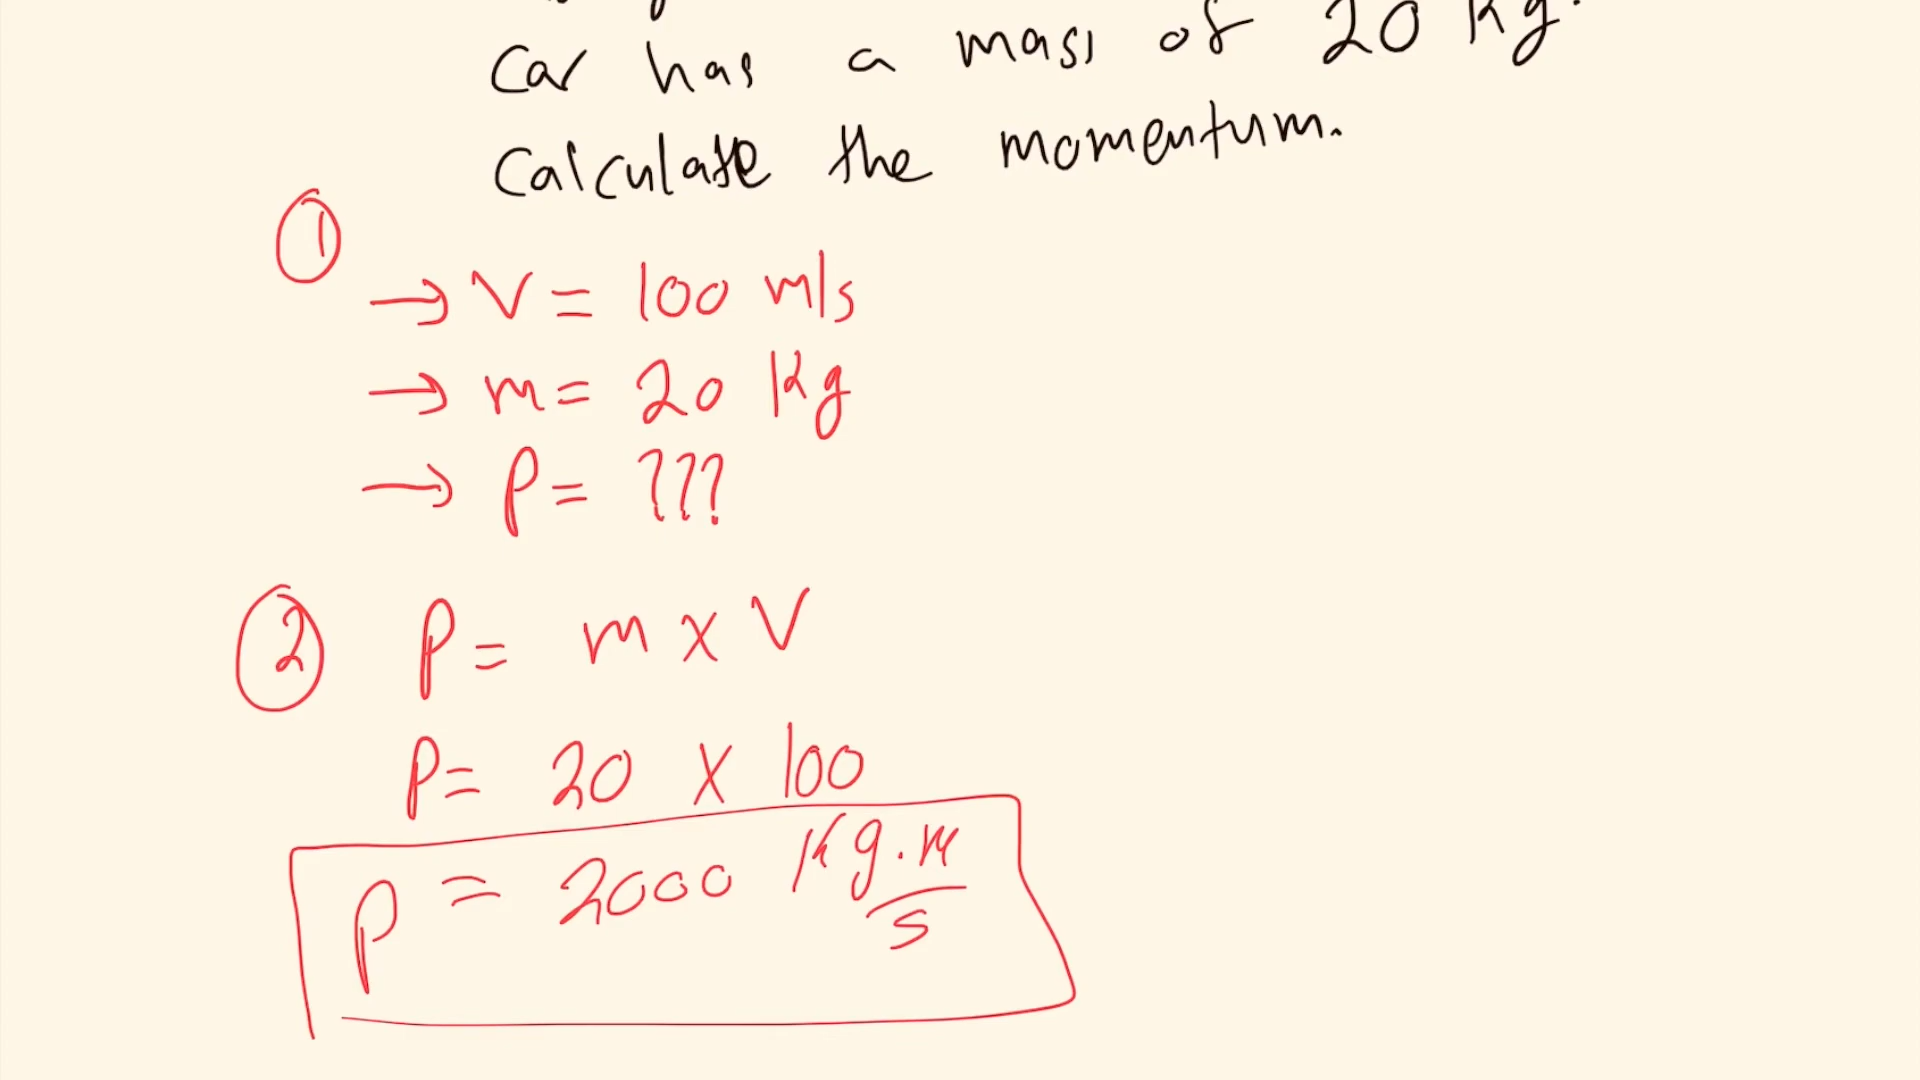 Car has a mass of 20 Kg.
Calculate the momentum.
①
→ V = 100 m/s
→ m = 20 Kg
→ P = ???
② P = m x V
P = 20 x 100
P = 2000 Kg.m/s